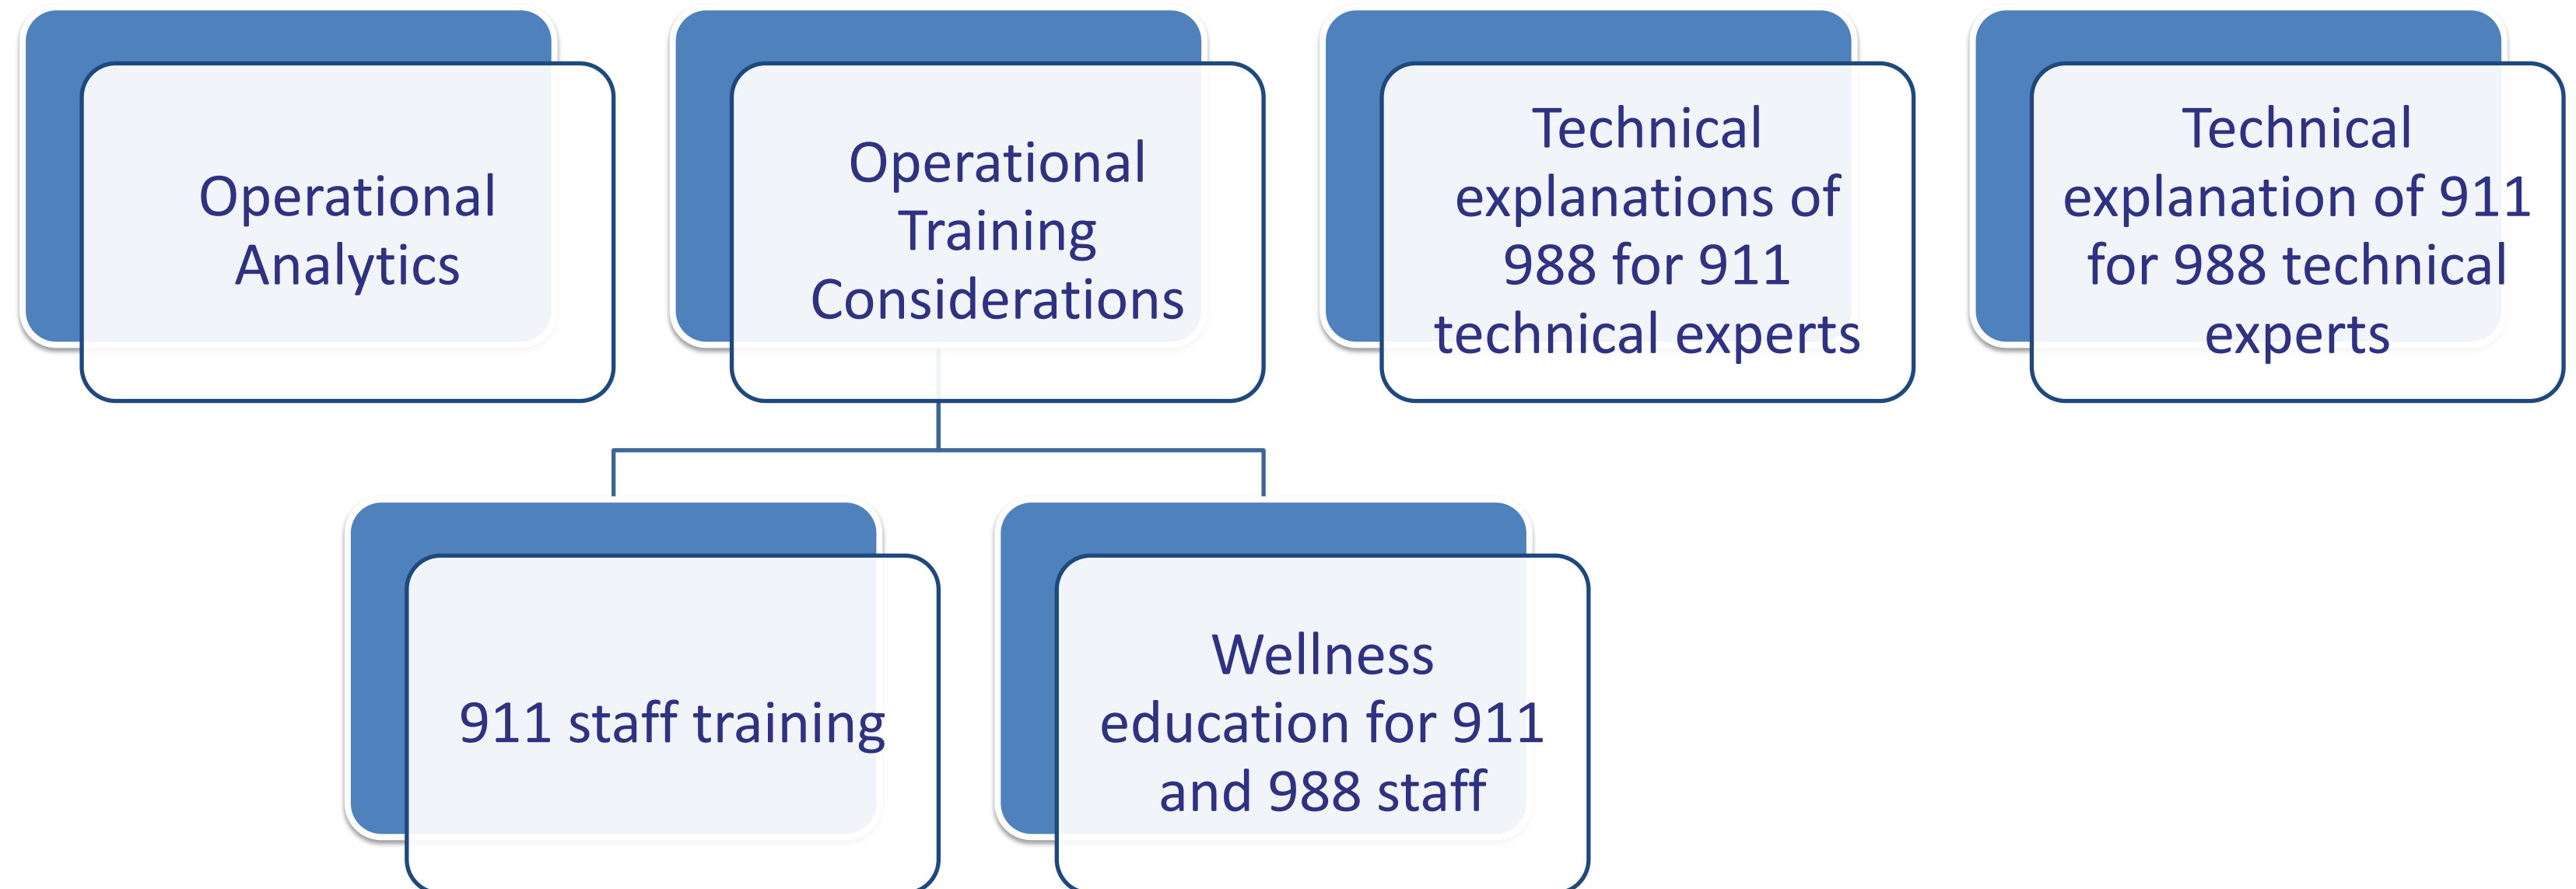 Operational
Analytics
Operational
Training
Considerations
Technical
explanations of
988 for 911
technical experts
Technical
explanation of 911
for 988 technical
experts
911 staff training
Wellness
education for 911
and 988 staff